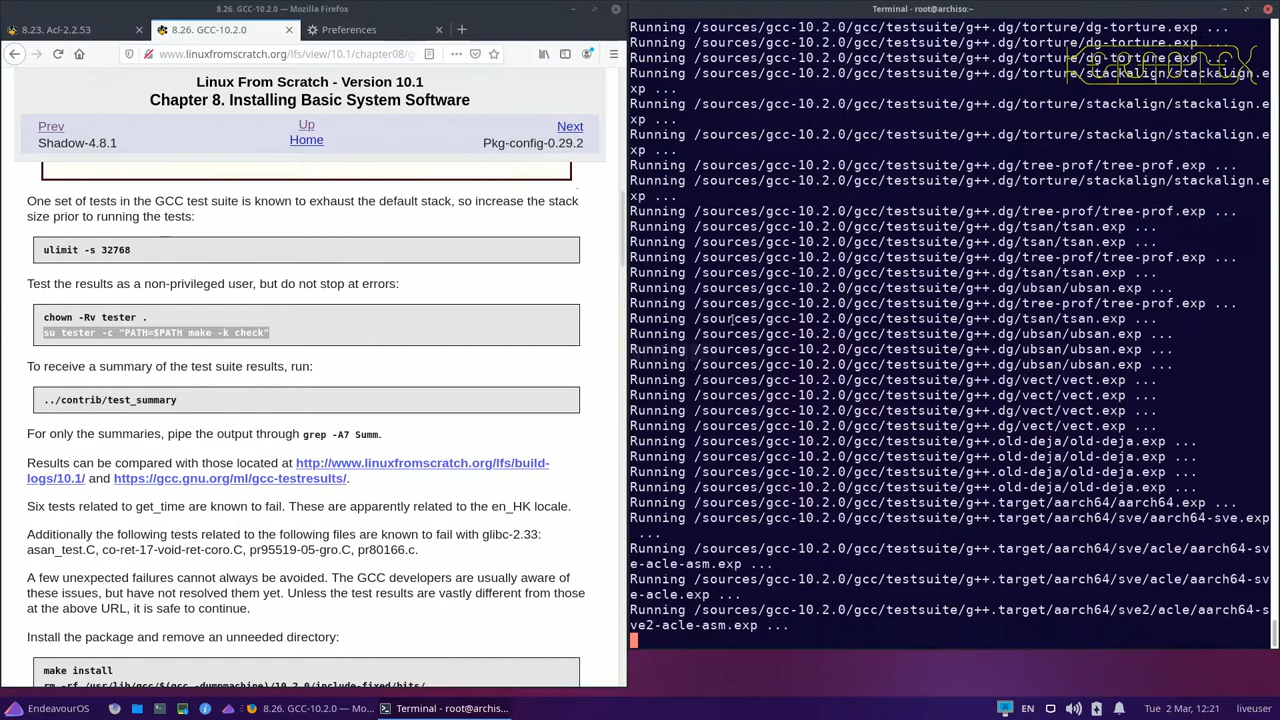 8.26. GCC-10.2.0 — Mozilla Firefox
8.23. Acl-2.2.53
8.26. GCC-10.2.0
Preferences
www.linuxfromscratch.org/lfs/view/10.1/chapter08/g
Linux From Scratch - Version 10.1
Chapter 8. Installing Basic System Software
Prev
Up
Next
Shadow-4.8.1
Home
Pkg-config-0.29.2
One set of tests in the GCC test suite is known to exhaust the default stack, so increase the stack
size prior to running the tests:
ulimit -s 32768
Test the results as a non-privileged user, but do not stop at errors:
chown -Rv tester .
su tester -c "PATH=$PATH make -k check"
To receive a summary of the test suite results, run:
../contrib/test_summary
For only the summaries, pipe the output through grep -A7 Summ.
Results can be compared with those located at http://www.linuxfromscratch.org/lfs/build-
logs/10.1/ and https://gcc.gnu.org/ml/gcc-testresults/.
Six tests related to get_time are known to fail. These are apparently related to the en_HK locale.
Additionally the following tests related to the following files are known to fail with glibc-2.33:
asan_test.C, co-ret-17-void-ret-coro.C, pr95519-05-gro.C, pr80166.c.
A few unexpected failures cannot always be avoided. The GCC developers are usually aware of
these issues, but have not resolved them yet. Unless the test results are vastly different from those
at the above URL, it is safe to continue.
Install the package and remove an unneeded directory:
make install
rm -rf /usr/lib/gcc/$(gcc -dumpmachine)/10.2.0/include-fixed/bits/
Terminal - root@archiso:~
Running /sources/gcc-10.2.0/gcc/testsuite/g++.dg/torture/dg-torture.exp ...
Running /sources/gcc-10.2.0/gcc/testsuite/g++.dg/torture/dg-torture.exp ...
Running /sources/gcc-10.2.0/gcc/testsuite/g++.dg/torture/dg-torture.exp ...
Running /sources/gcc-10.2.0/gcc/testsuite/g++.dg/torture/stackalign/stackalign.e
xp ...
Running /sources/gcc-10.2.0/gcc/testsuite/g++.dg/torture/stackalign/stackalign.e
xp ...
Running /sources/gcc-10.2.0/gcc/testsuite/g++.dg/torture/stackalign/stackalign.e
xp ...
Running /sources/gcc-10.2.0/gcc/testsuite/g++.dg/tree-prof/tree-prof.exp ...
Running /sources/gcc-10.2.0/gcc/testsuite/g++.dg/torture/stackalign/stackalign.e
xp ...
Running /sources/gcc-10.2.0/gcc/testsuite/g++.dg/tree-prof/tree-prof.exp ...
Running /sources/gcc-10.2.0/gcc/testsuite/g++.dg/tsan/tsan.exp ...
Running /sources/gcc-10.2.0/gcc/testsuite/g++.dg/tsan/tsan.exp ...
Running /sources/gcc-10.2.0/gcc/testsuite/g++.dg/tree-prof/tree-prof.exp ...
Running /sources/gcc-10.2.0/gcc/testsuite/g++.dg/tsan/tsan.exp ...
Running /sources/gcc-10.2.0/gcc/testsuite/g++.dg/ubsan/ubsan.exp ...
Running /sources/gcc-10.2.0/gcc/testsuite/g++.dg/tree-prof/tree-prof.exp ...
Running /sources/gcc-10.2.0/gcc/testsuite/g++.dg/tsan/tsan.exp ...
Running /sources/gcc-10.2.0/gcc/testsuite/g++.dg/ubsan/ubsan.exp ...
Running /sources/gcc-10.2.0/gcc/testsuite/g++.dg/ubsan/ubsan.exp ...
Running /sources/gcc-10.2.0/gcc/testsuite/g++.dg/ubsan/ubsan.exp ...
Running /sources/gcc-10.2.0/gcc/testsuite/g++.dg/vect/vect.exp ...
Running /sources/gcc-10.2.0/gcc/testsuite/g++.dg/vect/vect.exp ...
Running /sources/gcc-10.2.0/gcc/testsuite/g++.dg/vect/vect.exp ...
Running /sources/gcc-10.2.0/gcc/testsuite/g++.dg/vect/vect.exp ...
Running /sources/gcc-10.2.0/gcc/testsuite/g++.old-deja/old-deja.exp ...
Running /sources/gcc-10.2.0/gcc/testsuite/g++.old-deja/old-deja.exp ...
Running /sources/gcc-10.2.0/gcc/testsuite/g++.old-deja/old-deja.exp ...
Running /sources/gcc-10.2.0/gcc/testsuite/g++.old-deja/old-deja.exp ...
Running /sources/gcc-10.2.0/gcc/testsuite/g++.target/aarch64/aarch64.exp ...
Running /sources/gcc-10.2.0/gcc/testsuite/g++.target/aarch64/sve/aarch64-sve.exp
...
Running /sources/gcc-10.2.0/gcc/testsuite/g++.target/aarch64/sve/acle/aarch64-sv
e-acle-asm.exp ...
Running /sources/gcc-10.2.0/gcc/testsuite/g++.target/aarch64/sve/acle/aarch64-sv
e-acle.exp ...
Running /sources/gcc-10.2.0/gcc/testsuite/g++.target/aarch64/sve2/acle/aarch64-s
ve2-acle-asm.exp ...
EndeavourOS
8.26. GCC-10.2.0 — Mo...
Terminal - root@archiso:...
EN
Tue 2 Mar, 12:21
liveuser